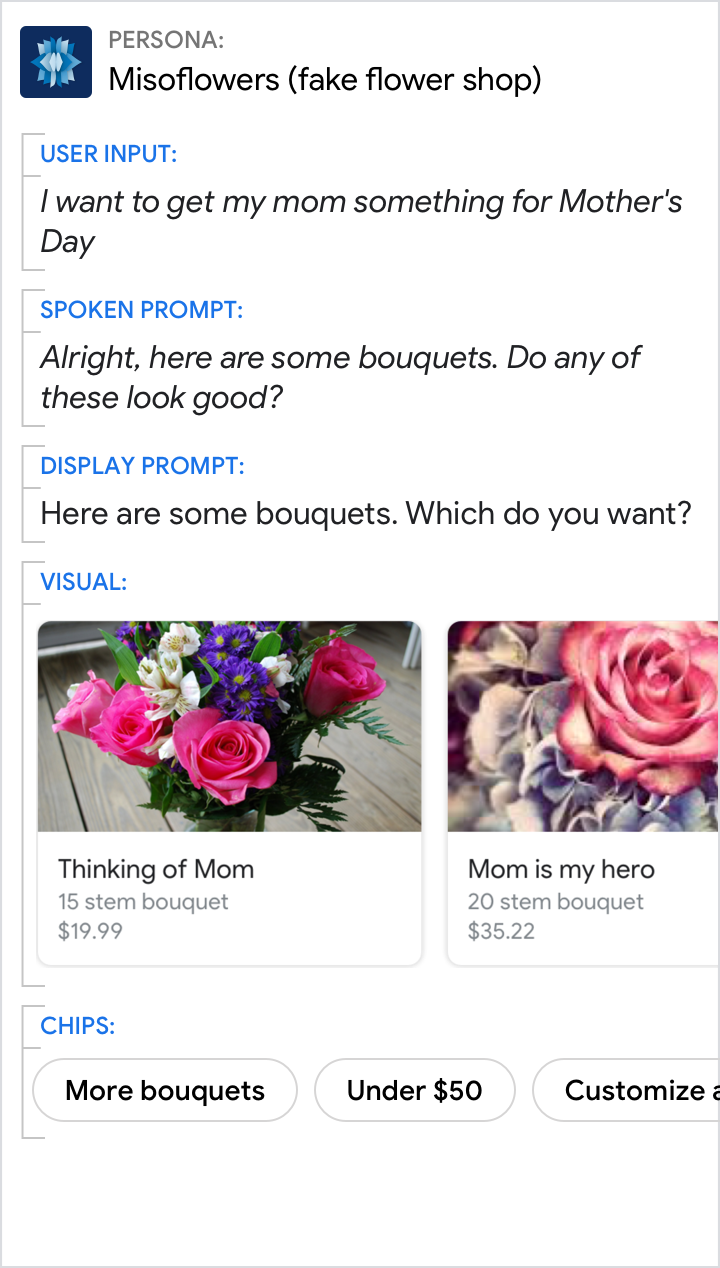 PERSONA:
Misoflowers (fake flower shop)
USER INPUT:
I want to get my mom something for Mother's
Day
SPOKEN PROMPT:
Alright, here are some bouquets. Do any of
these look good?
DISPLAY PROMPT:
Here are some bouquets. Which do you want?
VISUAL:
Thinking of Mom
15 stem bouquet
$19.99
Mom is my hero
20 stem bouquet
$35.22
CHIPS:
More bouquets
Under $50
Customize a